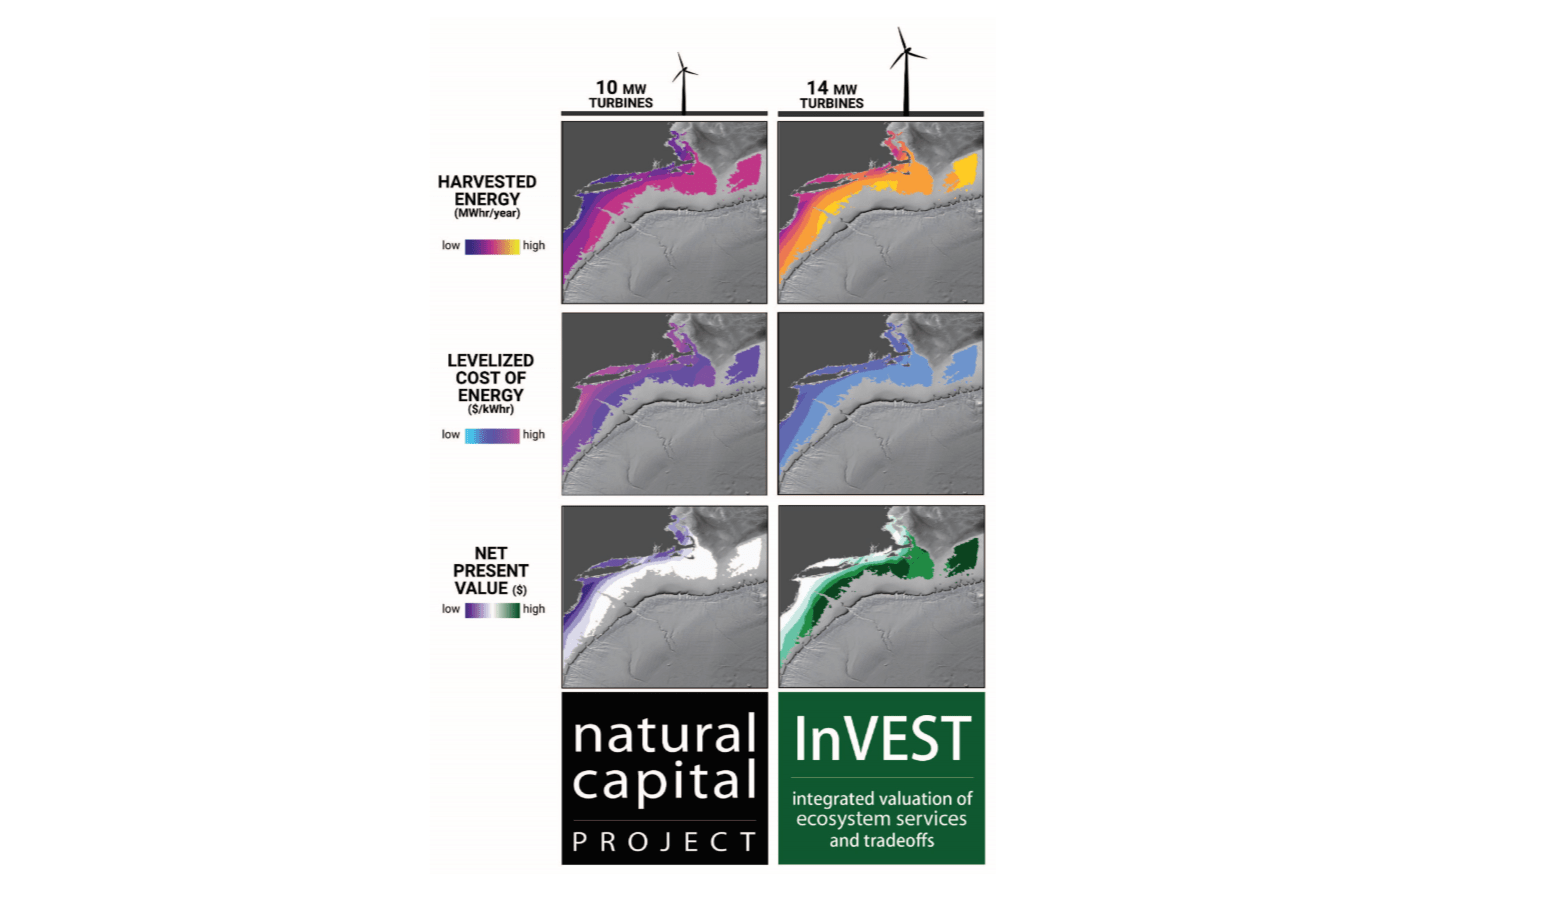 10 MW
TURBINES
14 MW
TURBINES
HARVESTED
ENERGY
(MWhr/year)
low
high
LEVELIZED
COST OF
ENERGY
($/kWhr)
low
high
NET
PRESENT
VALUE ($)
low
high
natural
capital
PROJECT
InVEST
integrated valuation of
ecosystem services
and tradeoffs